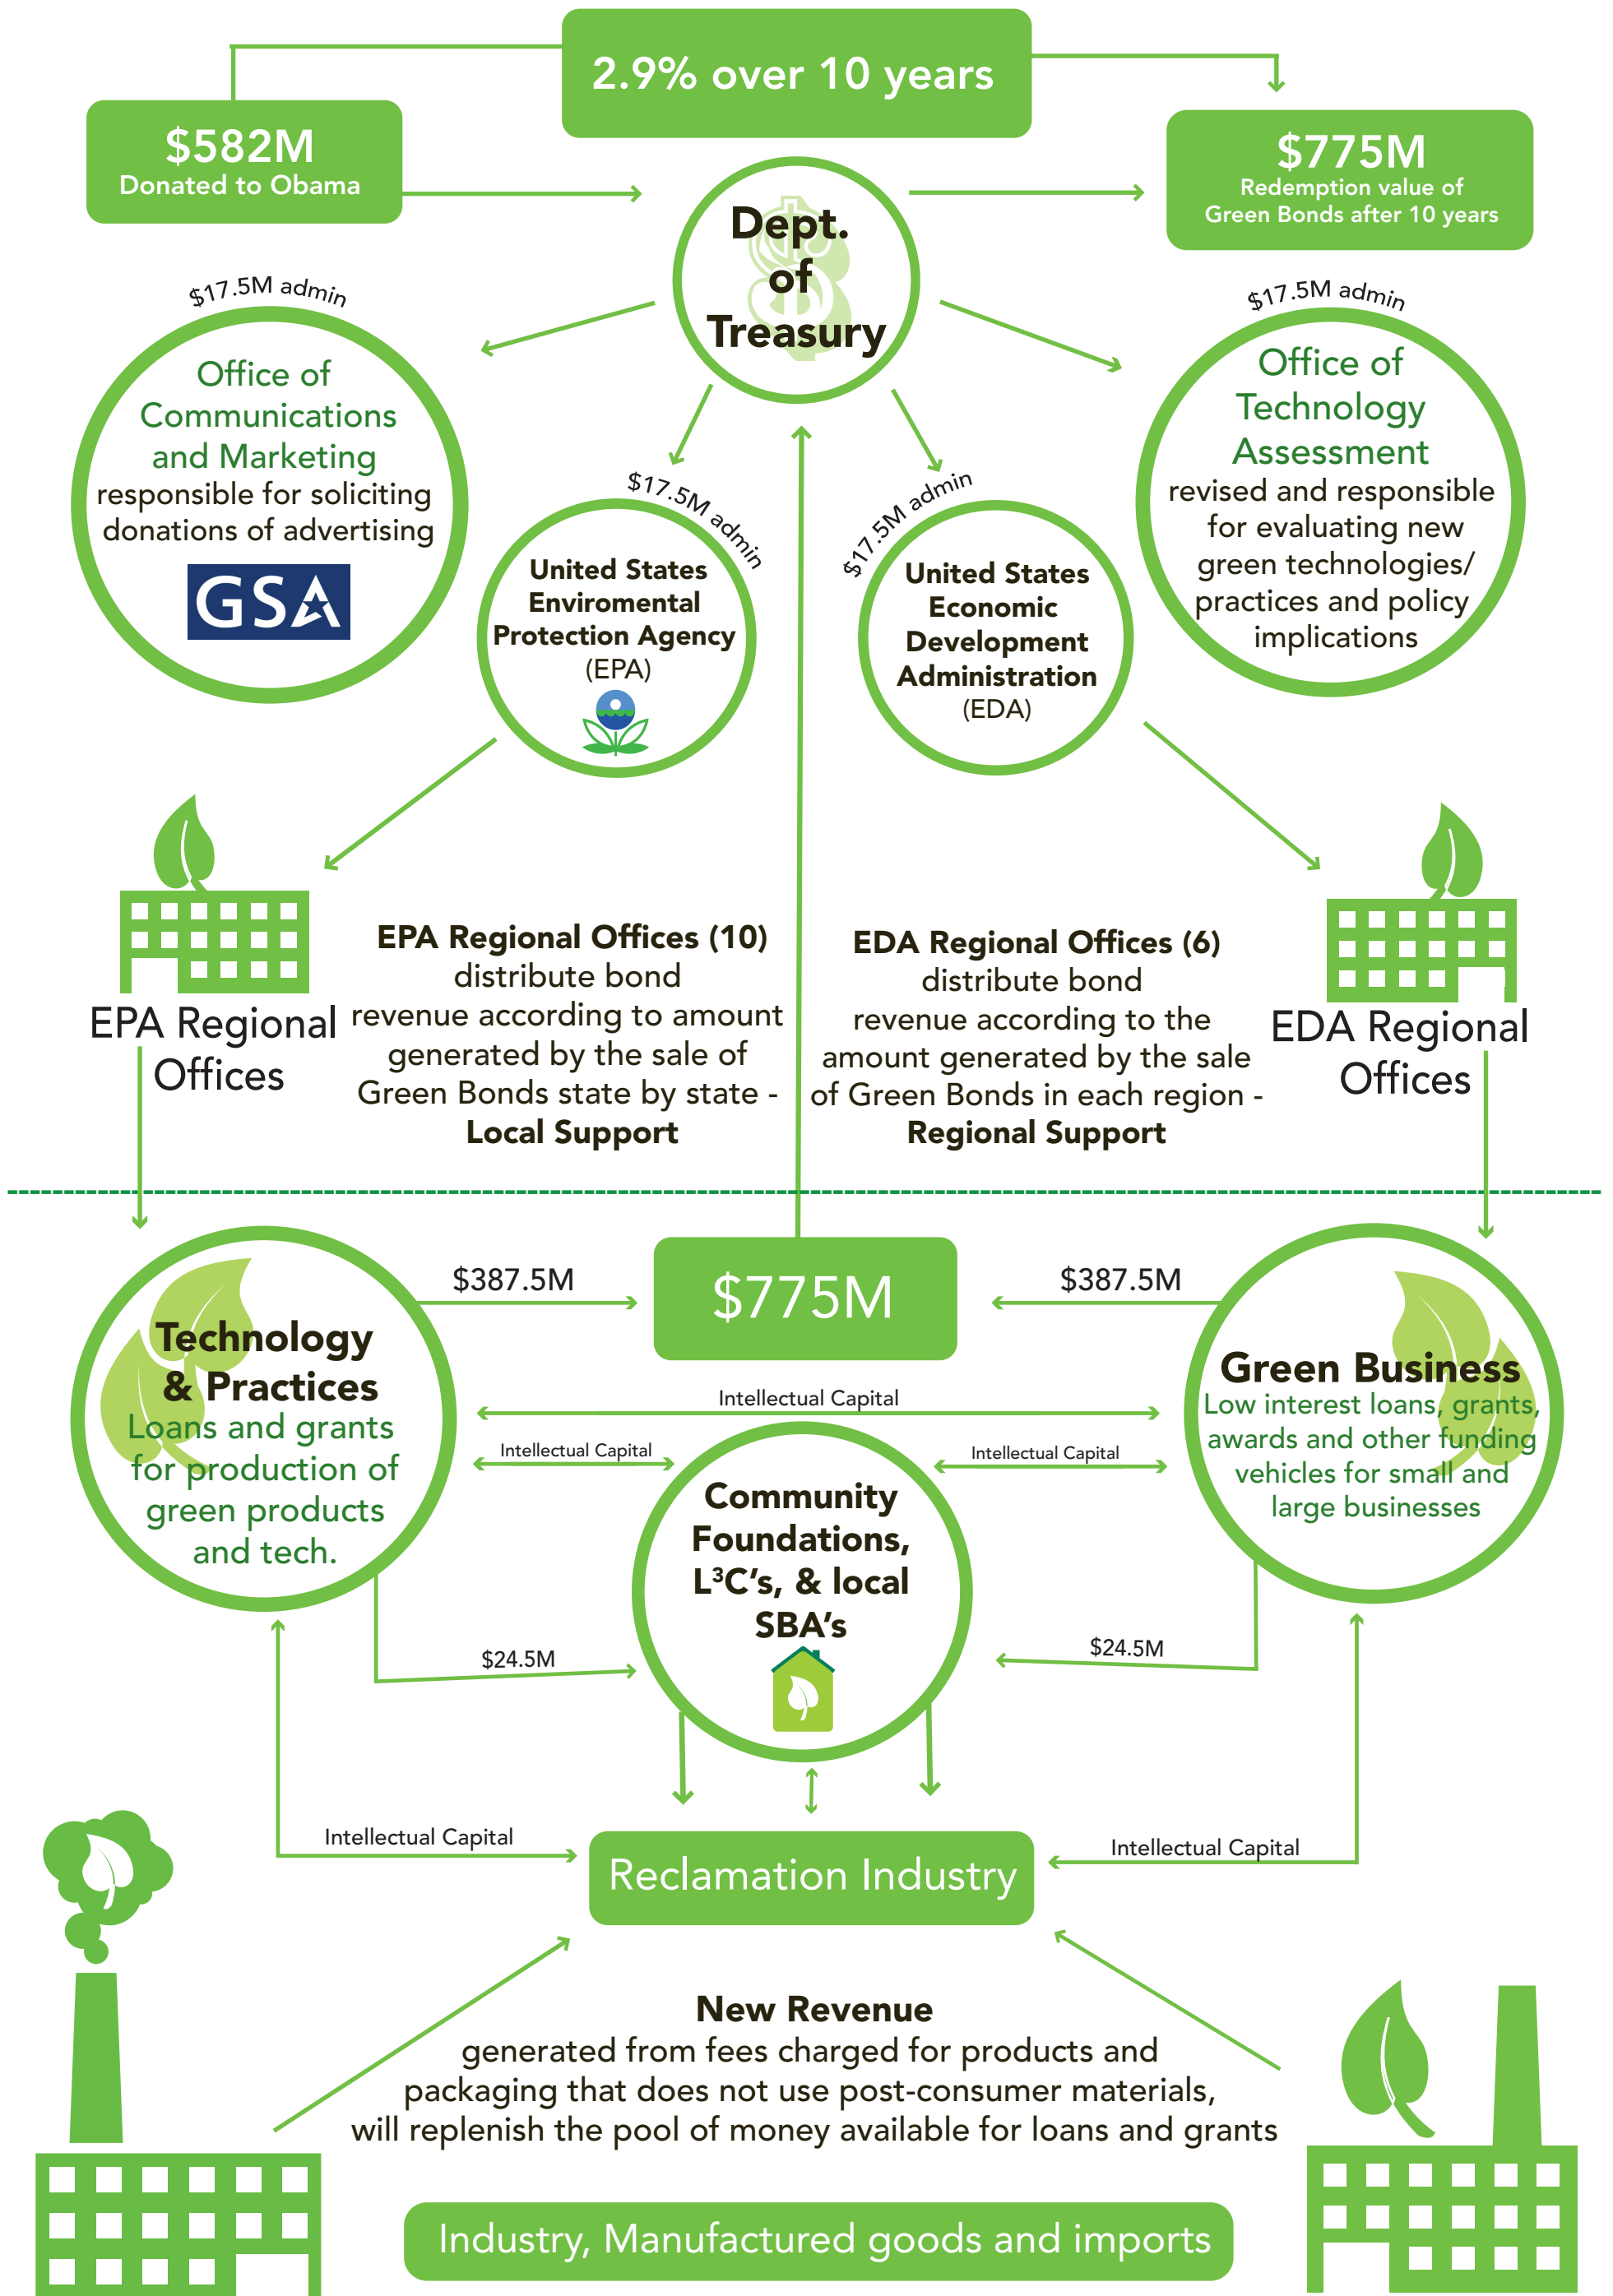 2.9% over 10 years
$582M
Donated to Obama
$775M
Redemption value of
Green Bonds after 10 years
Dept.
of
Treasury
$17.5M admin
Office of
Communications
and Marketing
responsible for soliciting
donations of advertising
GSA
$17.5M admin
United States
Enviromental
Protection Agency
(EPA)
$17.5M admin
United States
Economic
Development
Administration
(EDA)
$17.5M admin
Office of
Technology
Assessment
revised and responsible
for evaluating new
green technologies/
practices and policy
implications
EPA Regional
Offices
EPA Regional Offices (10)
distribute bond
revenue according to amount
generated by the sale of
Green Bonds state by state -
Local Support
EDA Regional Offices (6)
distribute bond
revenue according to the
amount generated by the sale
of Green Bonds in each region -
Regional Support
EDA Regional
Offices
Technology
& Practices
Loans and grants
for production of
green products
and tech.
$387.5M
$775M
$387.5M
Green Business
Low interest loans, grants,
awards and other funding
vehicles for small and
large businesses
Intellectual Capital
Intellectual Capital
Intellectual Capital
Community
Foundations,
L³C’s, & local
SBA’s
$24.5M
$24.5M
Intellectual Capital
Intellectual Capital
Reclamation Industry
New Revenue
generated from fees charged for products and
packaging that does not use post-consumer materials,
will replenish the pool of money available for loans and grants
Industry, Manufactured goods and imports